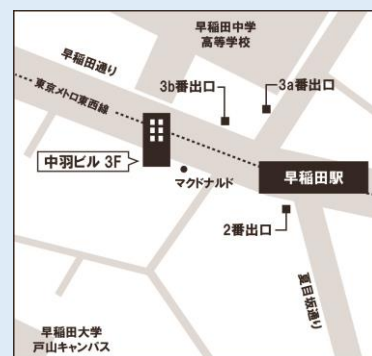 早稲田中学
高等学校
早稲田通り
3b番出口
3a番出口
東京メトロ東西線
中羽ビル 3F
マクドナルド
早稲田駅
2番出口
夏目坂通り
早稲田大学
戸山キャンパス